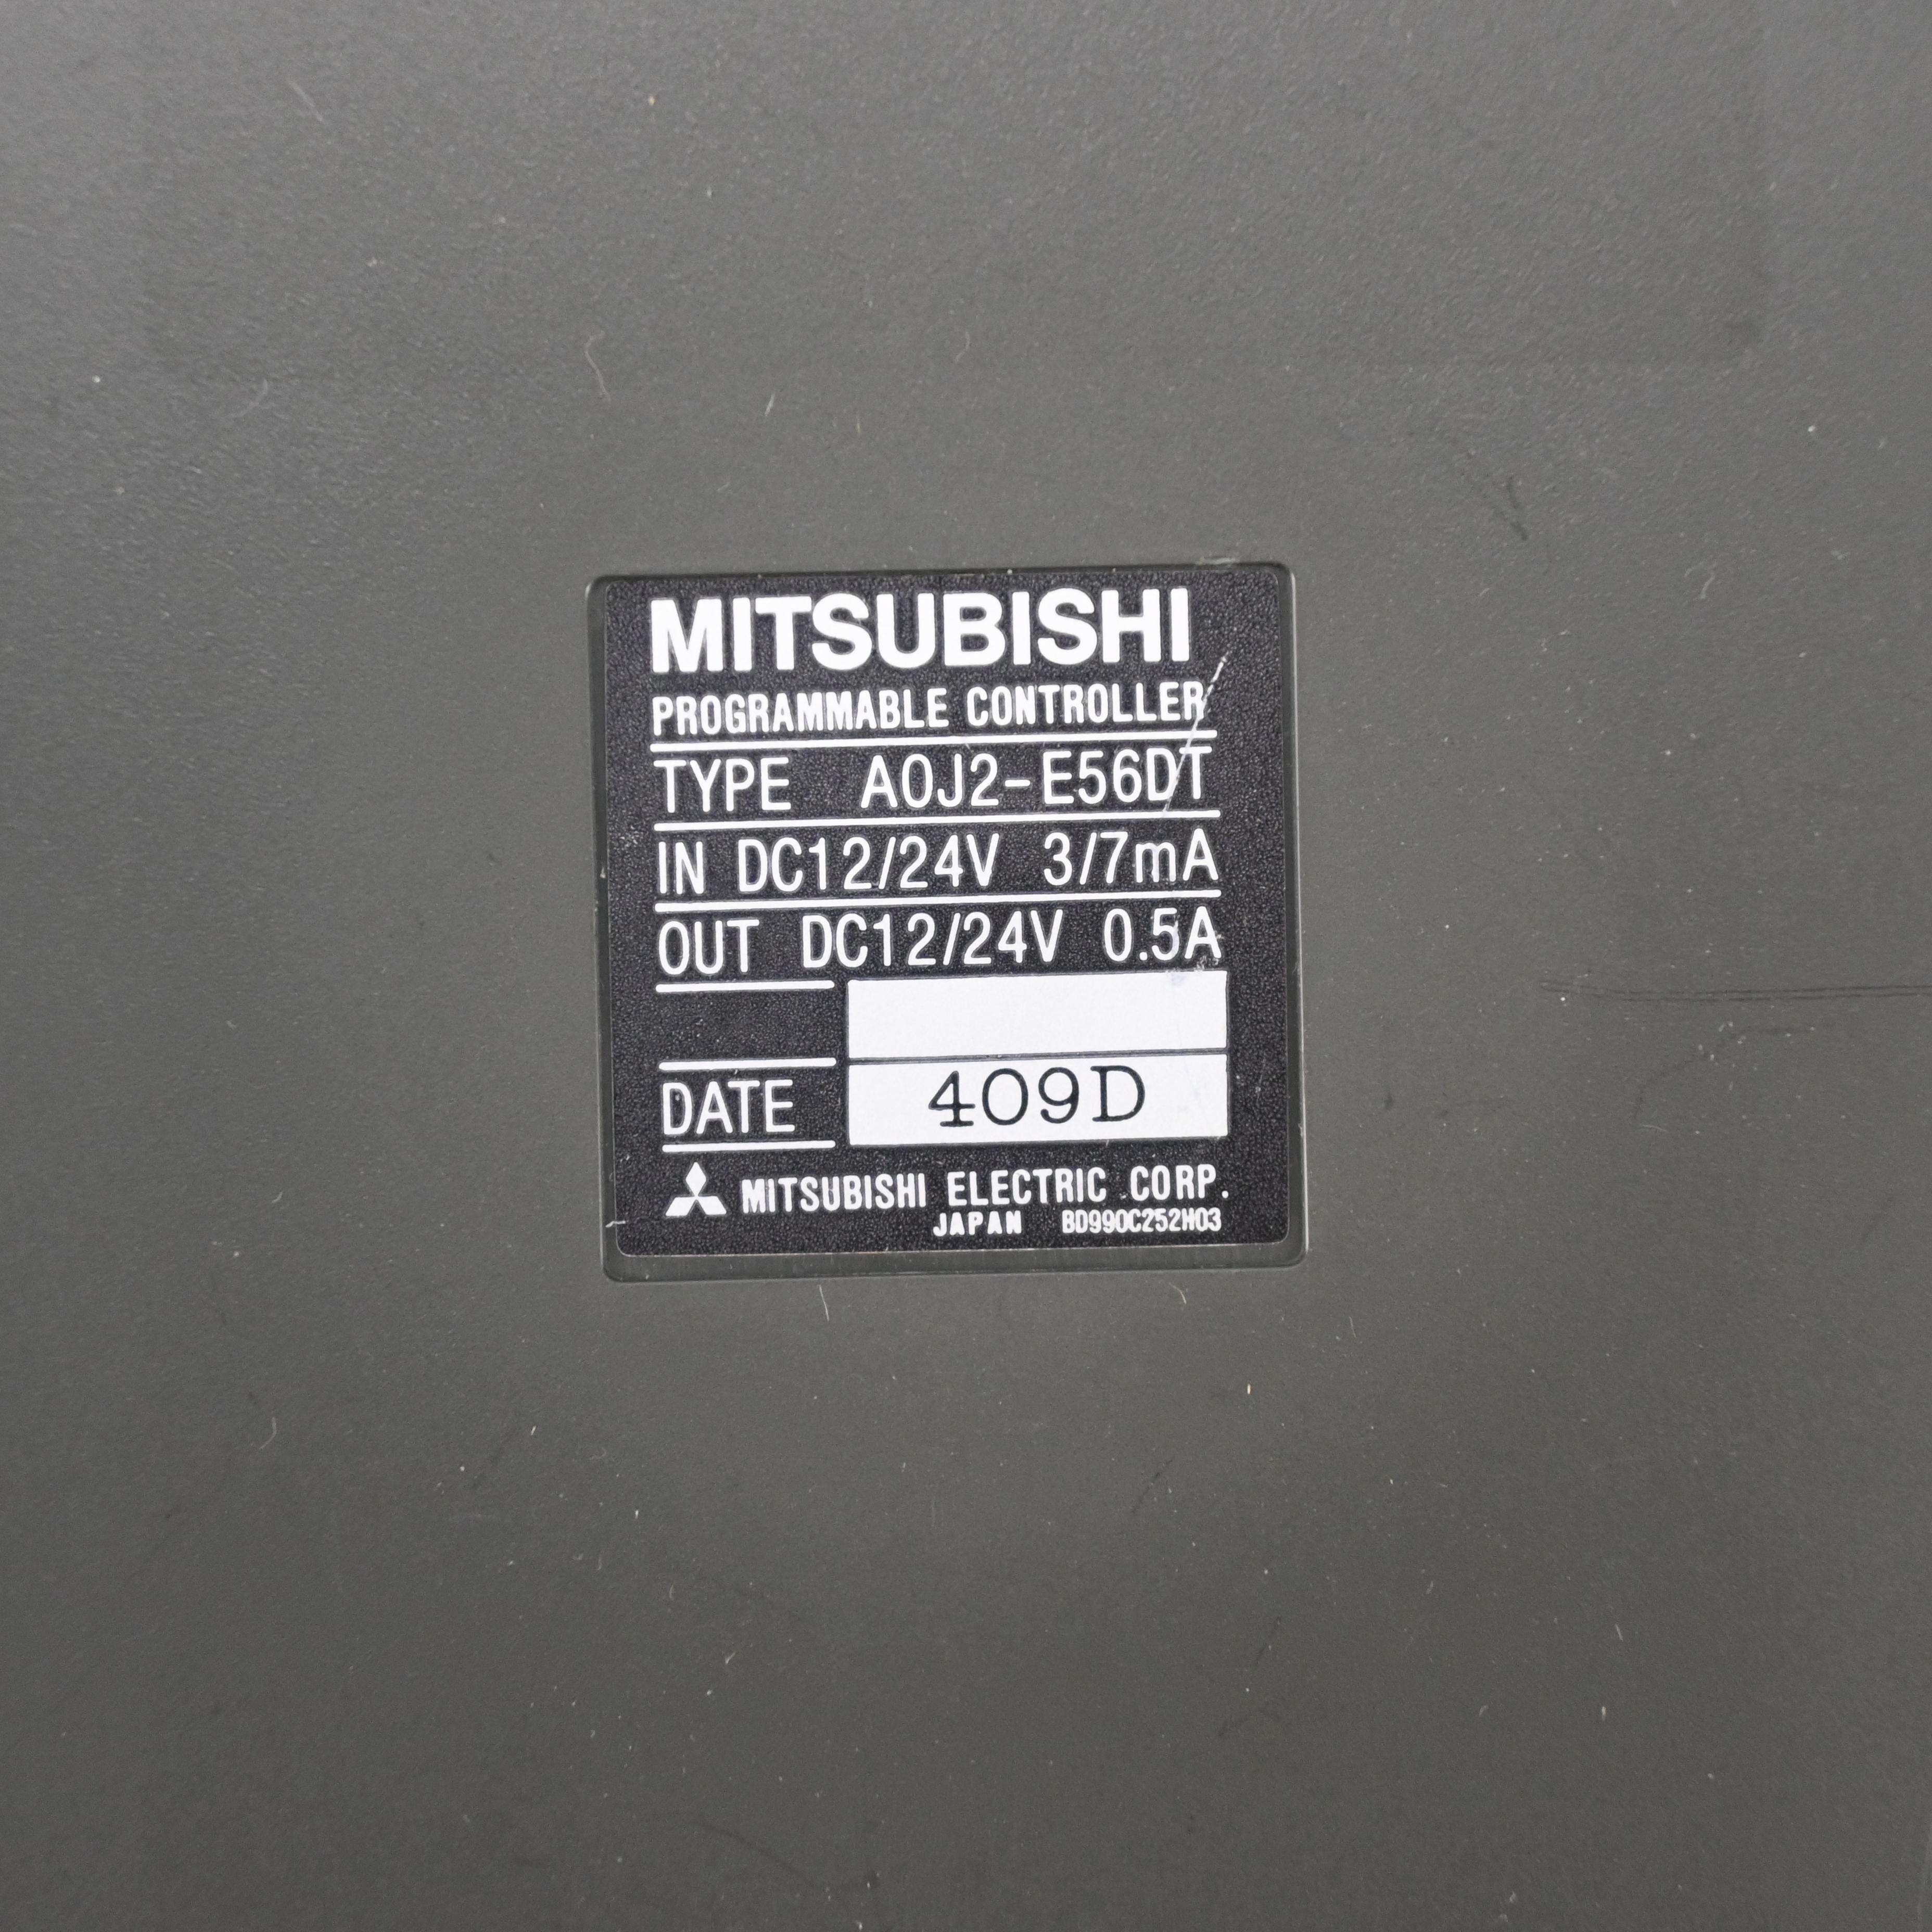 MITSUBISHI
PROGRAMMABLE CONTROLLER
TYPE A0J2-E56DT
IN DC12/24V 3/7mA
OUT DC12/24V 0.5A
DATE 409D
MITSUBISHI ELECTRIC CORP.
JAPAN BD990C252H03